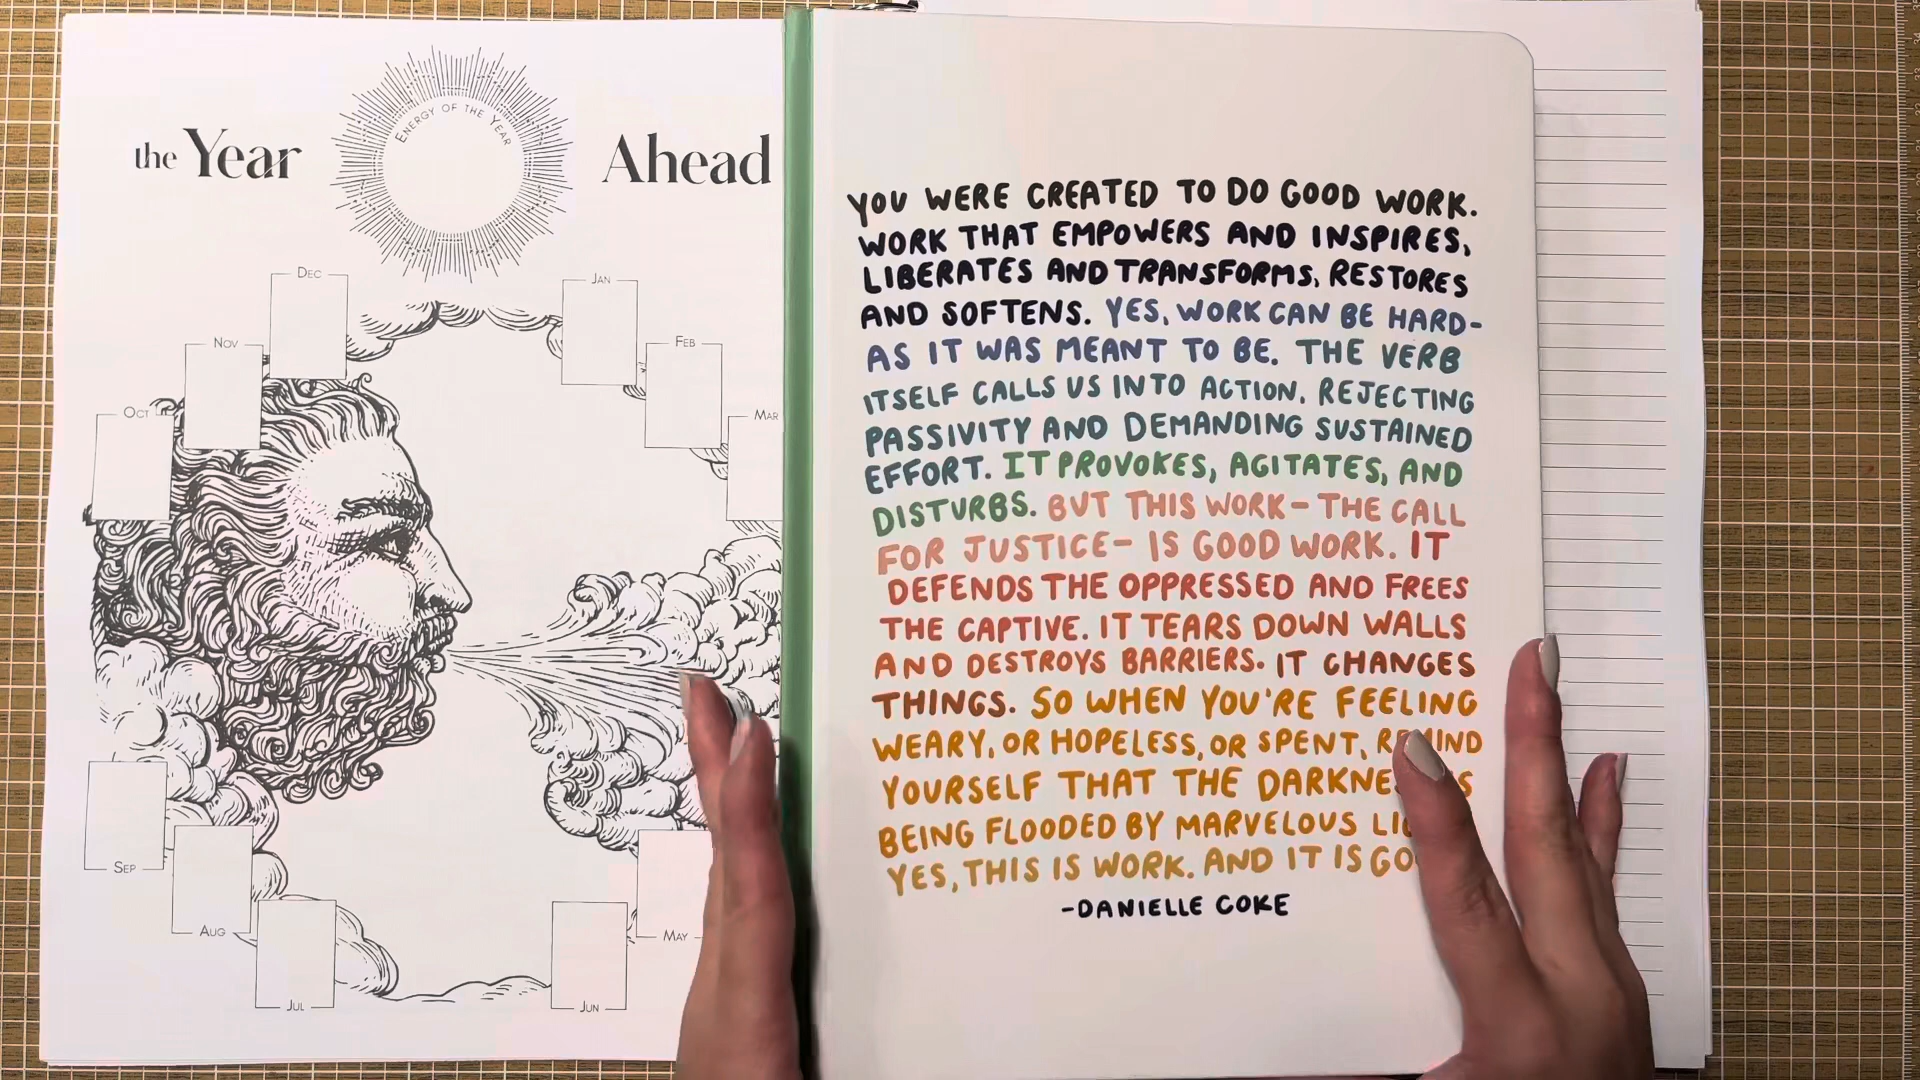 the Year Ahead
ENERGY OF THE YEAR
DEC
JAN
NOV
FEB
OCT
MAR
SEP
AUG
MAY
JUL
JUN
YOU WERE CREATED TO DO GOOD WORK.
WORK THAT EMPOWERS AND INSPIRES,
LIBERATES AND TRANSFORMS, RESTORES
AND SOFTENS. YES, WORK CAN BE HARD-
AS IT WAS MEANT TO BE. THE VERB
ITSELF CALLS US INTO ACTION, REJECTING
PASSIVITY AND DEMANDING SUSTAINED
EFFORT. IT PROVOKES, AGITATES, AND
DISTURBS. BUT THIS WORK- THE CALL
FOR JUSTICE- IS GOOD WORK. IT
DEFENDS THE OPPRESSED AND FREES
THE CAPTIVE. IT TEARS DOWN WALLS
AND DESTROYS BARRIERS. IT CHANGES
THINGS. SO WHEN YOU'RE FEELING
WEARY, OR HOPELESS, OR SPENT, REMIND
YOURSELF THAT THE
BEING FLOODED BY MARVELOUS
YES, THIS IS WORK. AND IT IS
-DANIELLE COKE